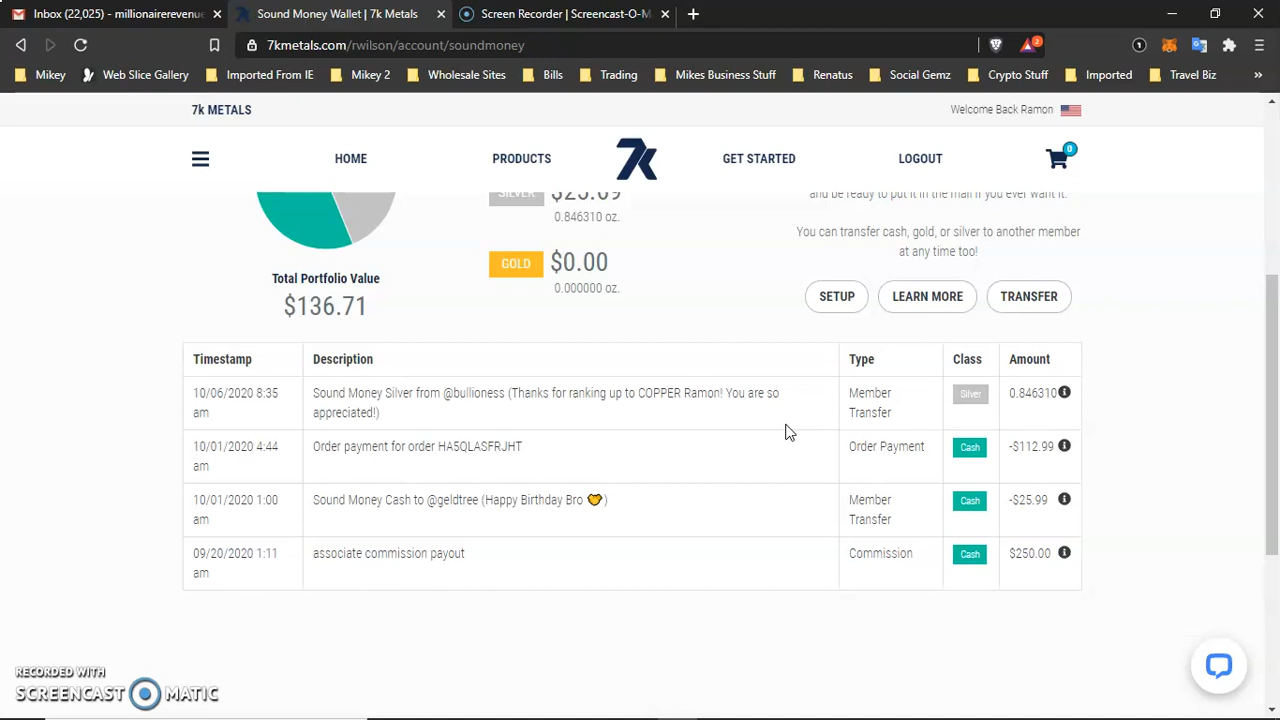 Inbox (22,025) - millionairerevenue
Sound Money Wallet | 7k Metals
Screen Recorder | Screencast-O-M
7kmetals.com/rwilson/account/soundmoney
2
1
Mikey
Web Slice Gallery
Imported From IE
Mikey 2
Wholesale Sites
Bills
Trading
Mikes Business Stuff
Renatus
Social Gemz
Crypto Stuff
Imported
Travel Biz
»
7k METALS
Welcome Back Ramon
HOME
PRODUCTS
7K
GET STARTED
LOGOUT
0
SILVER
$25.69
0.846310 oz.
and be ready to put it in the mail if you ever want it.
You can transfer cash, gold, or silver to another member
at any time too!
GOLD
$0.00
0.000000 oz.
Total Portfolio Value
$136.71
SETUP
LEARN MORE
TRANSFER
Timestamp
Description
Type
Class
Amount
10/06/2020 8:35
am
Sound Money Silver from @bullioness (Thanks for ranking up to COPPER Ramon! You are so
appreciated!)
Member
Transfer
Silver
0.846310
10/01/2020 4:44
am
Order payment for order HA5QLASFRJHT
Order Payment
Cash
-$112.99
10/01/2020 1:00
am
Sound Money Cash to @geldtree (Happy Birthday Bro 🤝)
Member
Transfer
Cash
-$25.99
09/20/2020 1:11
am
associate commission payout
Commission
Cash
$250.00
RECORDED WITH
SCREENCAST-O-MATIC